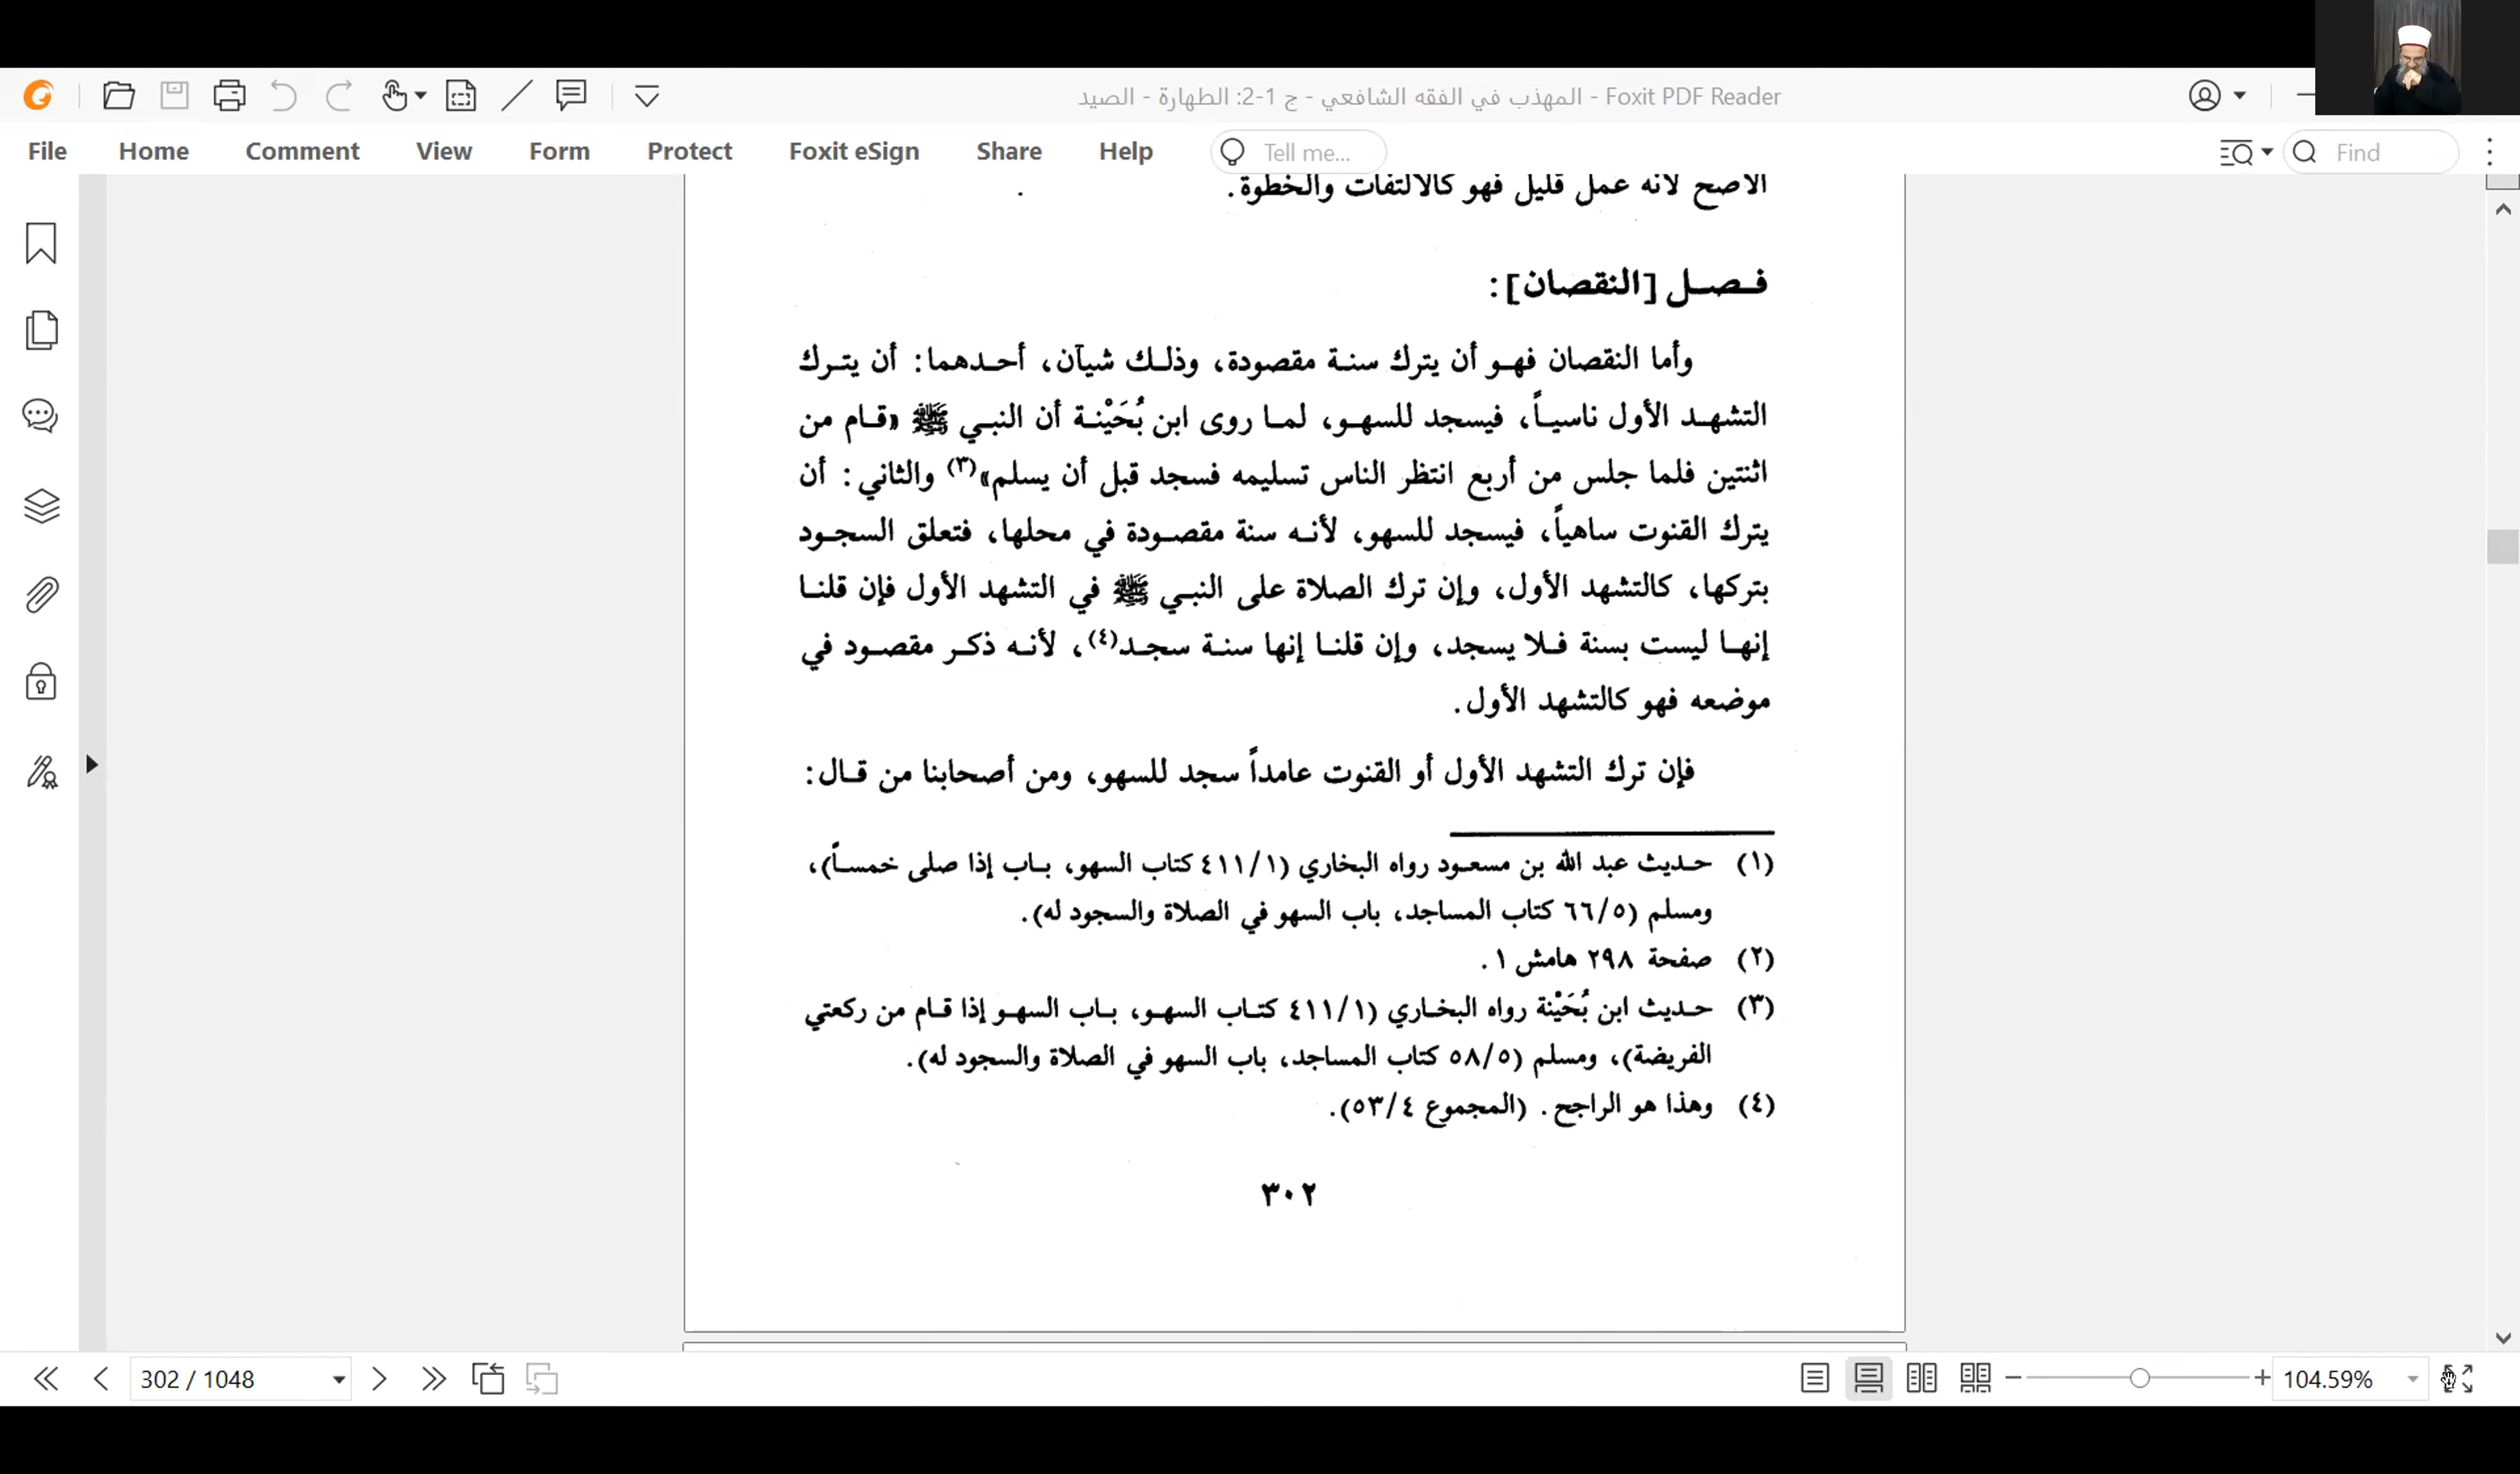 المهذب في الفقه الشافعي - ج 1-2: الطهارة - الصيد - Foxit PDF Reader
File Home Comment View Form Protect Foxit eSign Share Help Tell me... Find
الأصح لأنه عمل قليل فهو كالالتفات والخطوة.
فصل [النقصان]:
وأما النقصان فهو أن يترك سنة مقصودة، وذلك شيآن، أحدهما: أن يترك
التشهد الأول ناسياً، فيسجد للسهو، لما روى ابن بُحَيْنة أن النبي ﷺ «قام من
اثنتين فلما جلس من أربع انتظر الناس تسليمه فسجد قبل أن يسلم»(٣) والثاني: أن
يترك القنوت ساهياً، فيسجد للسهو، لأنه سنة مقصودة في محلها، فتعلق السجود
بتركها، كالتشهد الأول، وإن ترك الصلاة على النبي ﷺ في التشهد الأول فإن قلنا
إنها ليست بسنة فلا يسجد، وإن قلنا إنها سنة سجد(٤)، لأنه ذكر مقصود في
موضعه فهو كالتشهد الأول.
فإن ترك التشهد الأول أو القنوت عامداً سجد للسهو، ومن أصحابنا من قال:
(١) حديث عبد الله بن مسعود رواه البخاري (٤١١/١ كتاب السهو، باب إذا صلى خمساً)،
ومسلم (٦٦/٥ كتاب المساجد، باب السهو في الصلاة والسجود له).
(٢) صفحة ٢٩٨ هامش ١.
(٣) حديث ابن بُحَيْنة رواه البخاري (٤١١/١ كتاب السهو، باب السهو إذا قام من ركعتي
الفريضة)، ومسلم (٥٨/٥ كتاب المساجد، باب السهو في الصلاة والسجود له).
(٤) وهذا هو الراجح. (المجموع ٥٣/٤).
٣٠٢
302 / 1048 104.59%